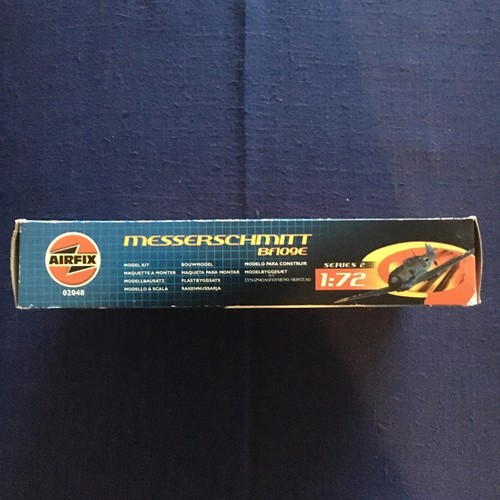 AIRFIX
02048
MESSERSCHMITT
Bf109E
MODEL KIT
MAQUETTE A MONTER
MODELLBAUSATZ
MODELLO A SCALA
BOUWMODEL
MAQUETA PARA MONTAR
PLASTBYGGSATS
RAKENNUSSARJA
MODELO PARA CONSTRUIR
MODELBYGGESÆT
SERIES 2
1:72